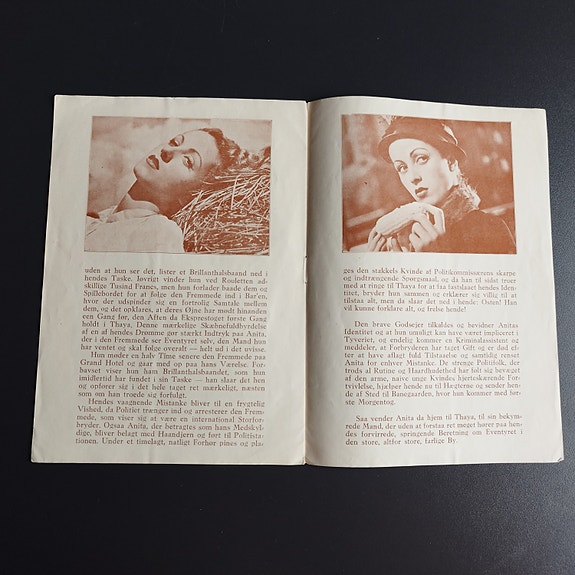 uden at hun ser det, lister et Brillanthalsbaand ned i
hendes Taske. Iøvrigt vinder hun ved Rouletten ad-
skillige Tusind Francs, men hun forlader baade dem og
Spillebordet for at følge den Fremmede ind i Bar'en,
hvor der udspinder sig en fortrolig Samtale mellem
dem, og det opklares, at deres Øjne har mødt hinanden
een Gang før, den Aften da Eksprestoget første Gang
holdt i Thaya. Denne mærkelige Skæbnefuldbyrdelse
af een af hendes Drømme gør stærkt Indtryk paa Anita,
der i den Fremmede ser Eventyret selv, den Mand hun
har ventet og skal følge overalt — helt ud i det uvisse.
Hun møder en halv Time senere den Fremmede paa
Grand Hotel og gaar med op paa hans Værelse. For-
bavset viser hun ham Brillanthalsbaandet, som hun
imidlertid har fundet i sin Taske — han slaar det hen
og opfører sig i det hele taget ret mærkeligt, næsten
som om han troede sig forfulgt.
Hendes vaagnende Mistanke bliver til en frygtelig
Vished, da Politiet trænger ind og arresterer den Frem-
mede, som viser sig at være en international Storfor-
bryder. Ogsaa Anita, der betragtes som hans Medskyl-
dige, bliver belagt med Haandjern og ført til Politista-
tionen. Under et timelagt, natligt Forhør pines og pla-
ges den stakkels Kvinde af Politikommissærens skarpe
og indtrængende Spørgsmaal, og da han til sidst truer
med at ringe til Thaya for at faa fastslaaet hendes Iden-
titet, bryder hun sammen og erklærer sig villig til at
tilstaa alt, men da slaar det ned i hende: Osten! Han
vil kunne forklare alt, og frelse hende!
Den brave Godsejer tilkaldes og bevidner Anitas
Identitet og at hun umuligt kan have været impliceret i
Tyveriet, og endelig kommer en Kriminalassistent og
meddeler, at Forbryderen har taget Gift og er død ef-
ter at have aflagt fuld Tilstaaelse og samtidig renset
Anita for enhver Mistanke. De strenge Politifolk, der
trods al Rutine og Haardhudethed har følt sig bevæget
af den arme, naive unge Kvindes hjerteskærende For-
tvivlelse, hjælper hende nu til Hægterne og sender hen-
de af Sted til Banegaarden, hvor hun kommer med før-
ste Morgentog.
Saa vender Anita da hjem til Thaya, til sin bekym-
rede Mand, der uden at forstaa ret meget hører paa hen-
des forvirrede, springende Beretning om Eventyret i
den store, altfor store, farlige By.